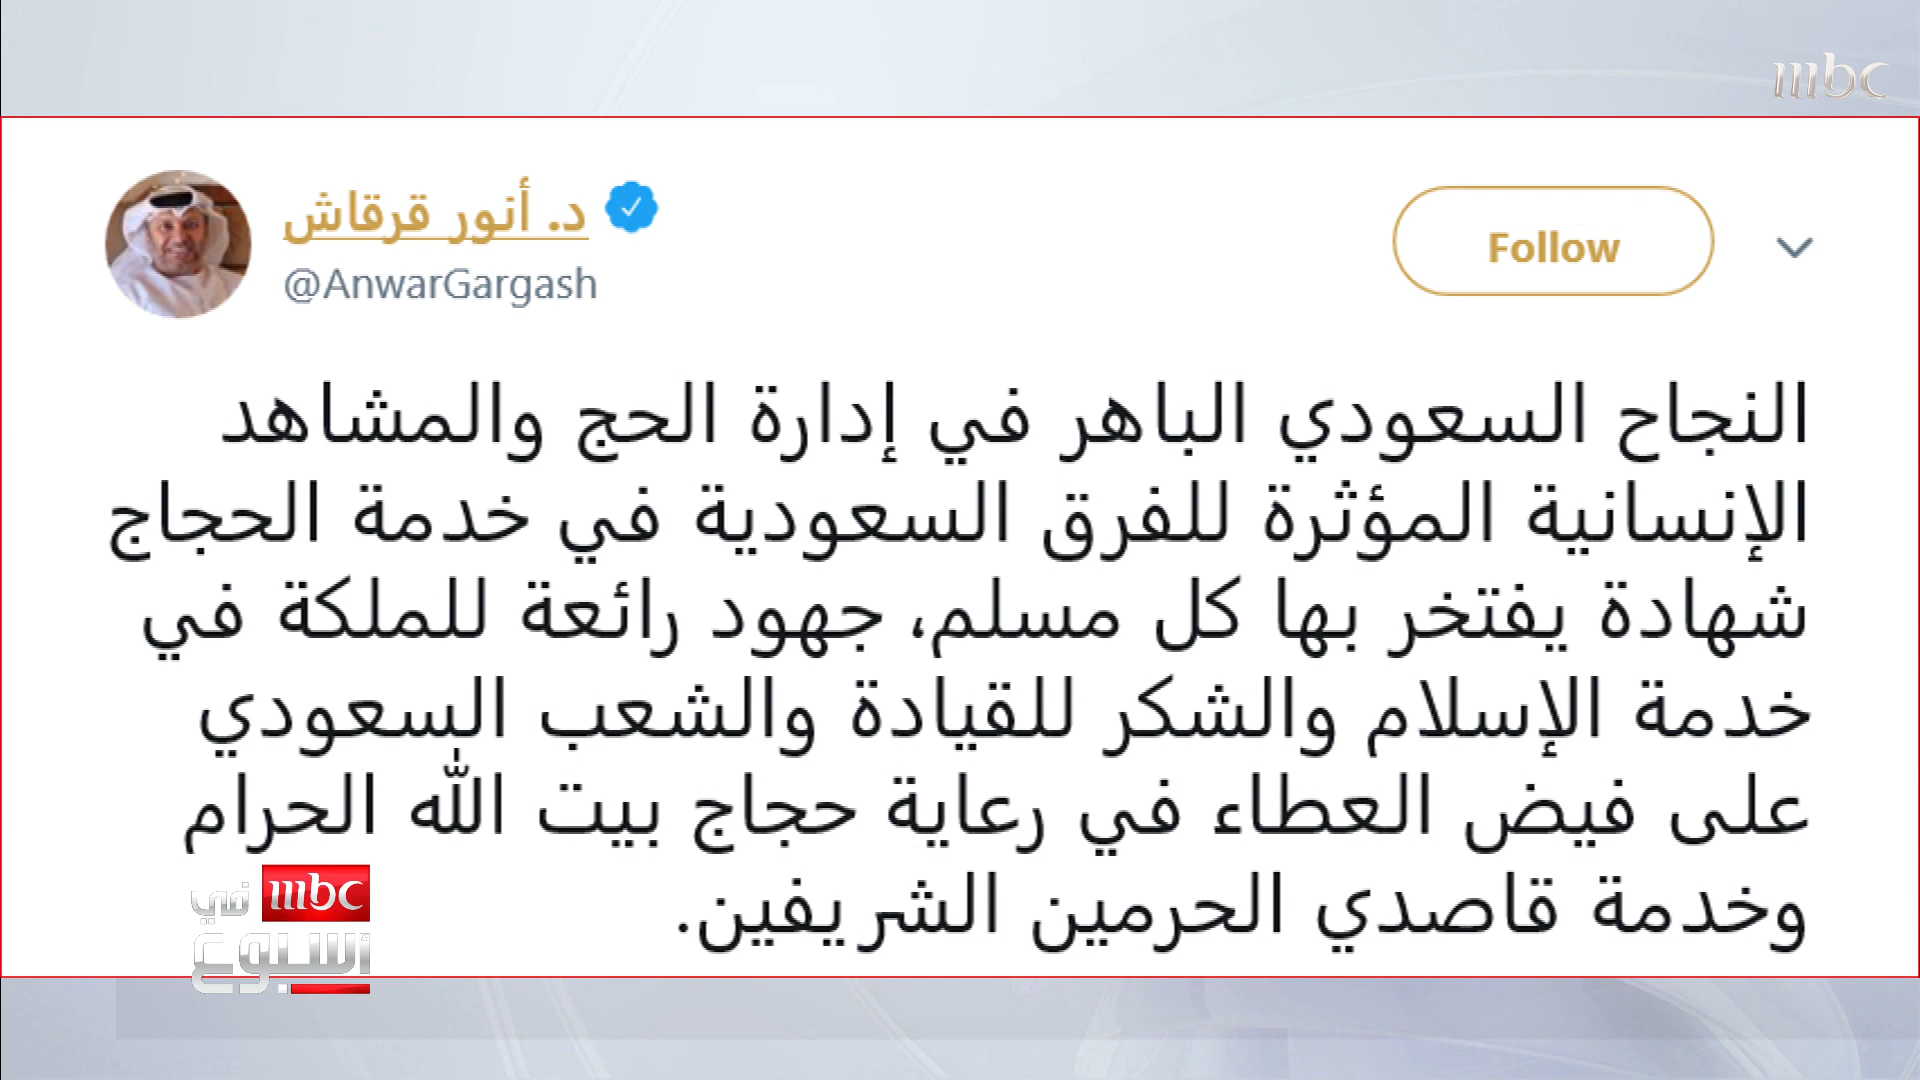 mbc
د. أنور قرقاش
@AnwarGargash
Follow
النجاح السعودي الباهر في إدارة الحج والمشاهد
الإنسانية المؤثرة للفرق السعودية في خدمة الحجاج
شهادة يفتخر بها كل مسلم، جهود رائعة للملكة في
خدمة الإسلام والشكر للقيادة والشعب السعودي
على فيض العطاء في رعاية حجاج بيت الله الحرام
وخدمة قاصدي الحرمين الشريفين.
mbc في
أسبوع